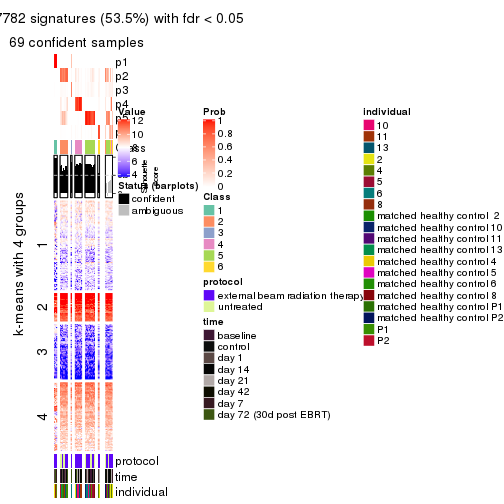 7782 signatures (53.5%) with fdr < 0.05
69 confident samples
p1
p2
p3
p4
Class
Silhouette
score
k-means with 4 groups
1
2
3
4
protocol
time
individual
Value
12
10
8
6
4
Status (barplots)
confident
ambiguous
Prob
1
0.8
0.6
0.4
0.2
0
Class
1
2
3
4
5
6
protocol
external beam radiation therapy
untreated
time
baseline
control
day 1
day 14
day 21
day 42
day 7
day 72 (30d post EBRT)
individual
10
11
13
2
4
5
6
8
matched healthy control 2
matched healthy control 10
matched healthy control 11
matched healthy control 13
matched healthy control 4
matched healthy control 5
matched healthy control 6
matched healthy control 8
matched healthy control P1
matched healthy control P2
P1
P2